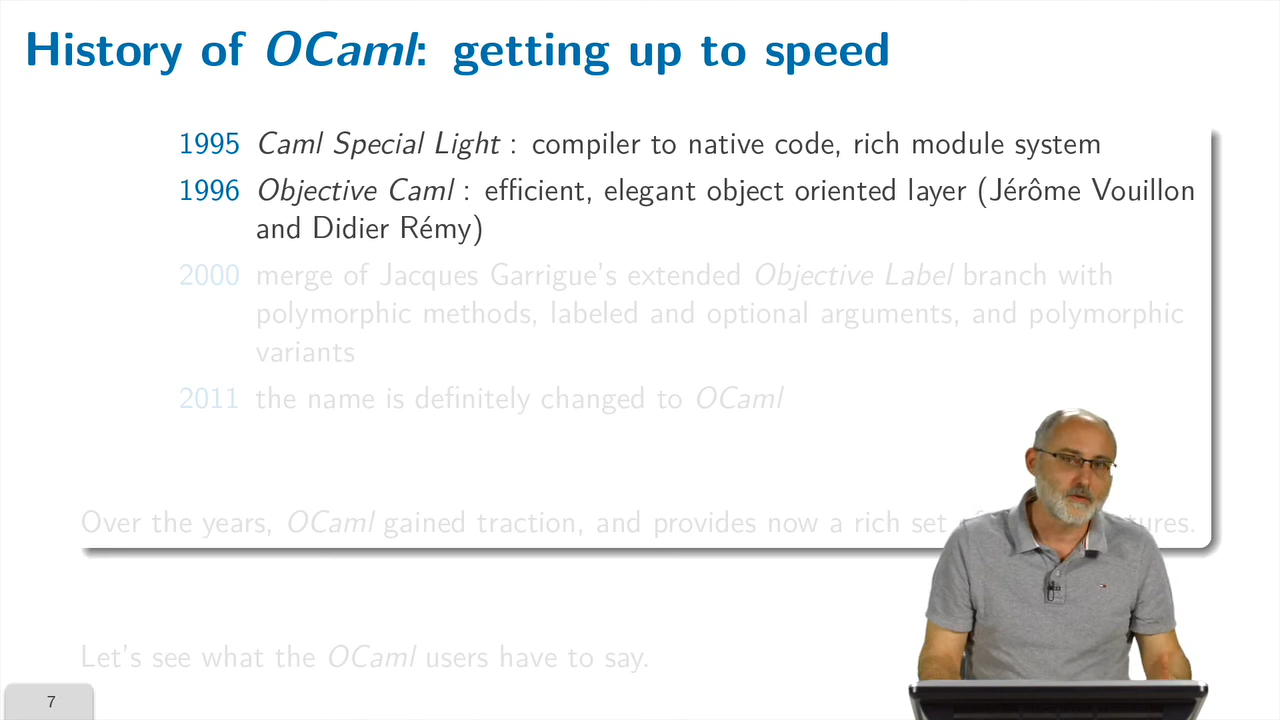 History of OCaml: getting up to speed
1995 Caml Special Light : compiler to native code, rich module system
1996 Objective Caml : efficient, elegant object oriented layer (Jérôme Vouillon
and Didier Rémy)
2000 merge of Jacques Garrigue's extended Objective Label branch with
polymorphic methods, labeled and optional arguments, and polymorphic
variants
2011 the name is definitely changed to OCaml
Over the years, OCaml gained traction, and provides now a rich set
Let's see what the OCaml users have to say.
7